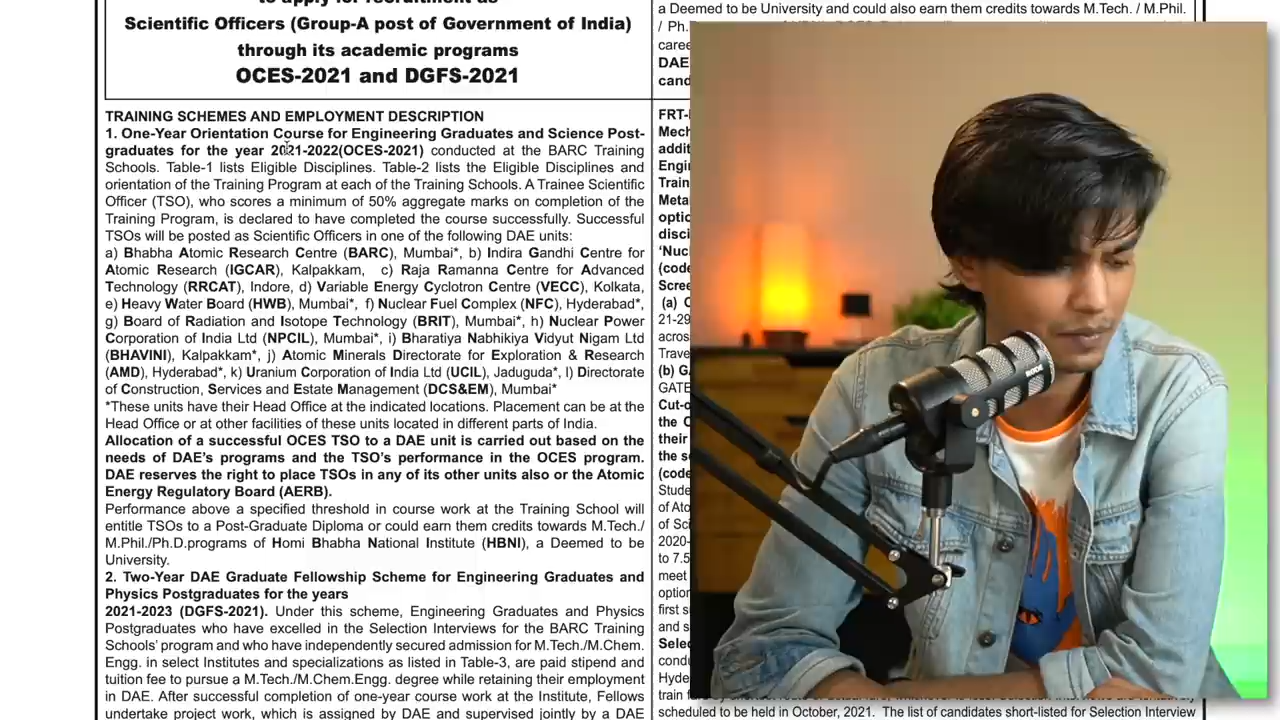 to apply for recruitment as
Scientific Officers (Group-A post of Government of India)
through its academic programs
OCES-2021 and DGFS-2021
TRAINING SCHEMES AND EMPLOYMENT DESCRIPTION
1. One-Year Orientation Course for Engineering Graduates and Science Post-
graduates for the year 2021-2022(OCES-2021) conducted at the BARC Training
Schools. Table-1 lists Eligible Disciplines. Table-2 lists the Eligible Disciplines and
orientation of the Training Program at each of the Training Schools. A Trainee Scientific
Officer (TSO), who scores a minimum of 50% aggregate marks on completion of the
Training Program, is declared to have completed the course successfully. Successful
TSOs will be posted as Scientific Officers in one of the following DAE units:
a) Bhabha Atomic Research Centre (BARC), Mumbai*, b) Indira Gandhi Centre for
Atomic Research (IGCAR), Kalpakkam, c) Raja Ramanna Centre for Advanced
Technology (RRCAT), Indore, d) Variable Energy Cyclotron Centre (VECC), Kolkata,
e) Heavy Water Board (HWB), Mumbai*, f) Nuclear Fuel Complex (NFC), Hyderabad*,
g) Board of Radiation and Isotope Technology (BRIT), Mumbai*, h) Nuclear Power
Corporation of India Ltd (NPCIL), Mumbai*, i) Bharatiya Nabhikiya Vidyut Nigam Ltd
(BHAVINI), Kalpakkam*, j) Atomic Minerals Directorate for Exploration & Research
(AMD), Hyderabad*, k) Uranium Corporation of India Ltd (UCIL), Jaduguda*, l) Directorate
of Construction, Services and Estate Management (DCS&EM), Mumbai*
*These units have their Head Office at the indicated locations. Placement can be at the
Head Office or at other facilities of these units located in different parts of India.
Allocation of a successful OCES TSO to a DAE unit is carried out based on the
needs of DAE's programs and the TSO's performance in the OCES program.
DAE reserves the right to place TSOs in any of its other units also or the Atomic
Energy Regulatory Board (AERB).
Performance above a specified threshold in course work at the Training School will
entitle TSOs to a Post-Graduate Diploma or could earn them credits towards M.Tech./
M.Phil./Ph.D.programs of Homi Bhabha National Institute (HBNI), a Deemed to be
University.
2. Two-Year DAE Graduate Fellowship Scheme for Engineering Graduates and
Physics Postgraduates for the years
2021-2023 (DGFS-2021). Under this scheme, Engineering Graduates and Physics
Postgraduates who have excelled in the Selection Interviews for the BARC Training
Schools' program and who have independently secured admission for M.Tech./M.Chem.
Engg. in select Institutes and specializations as listed in Table-3, are paid stipend and
tuition fee to pursue a M.Tech./M.Chem.Engg. degree while retaining their employment
in DAE. After successful completion of one-year course work at the Institute, Fellows
undertake project work, which is assigned by DAE and supervised jointly by a DAE
a Deemed to be University and could also earn them credits towards M.Tech. / M.Phil.
/ Ph.
DAE
cand
across
(b)
the
2020-
to 7.5
meet
first
and
scheduled to be held in October, 2021. The list of candidates short-listed for Selection Interview
RODE